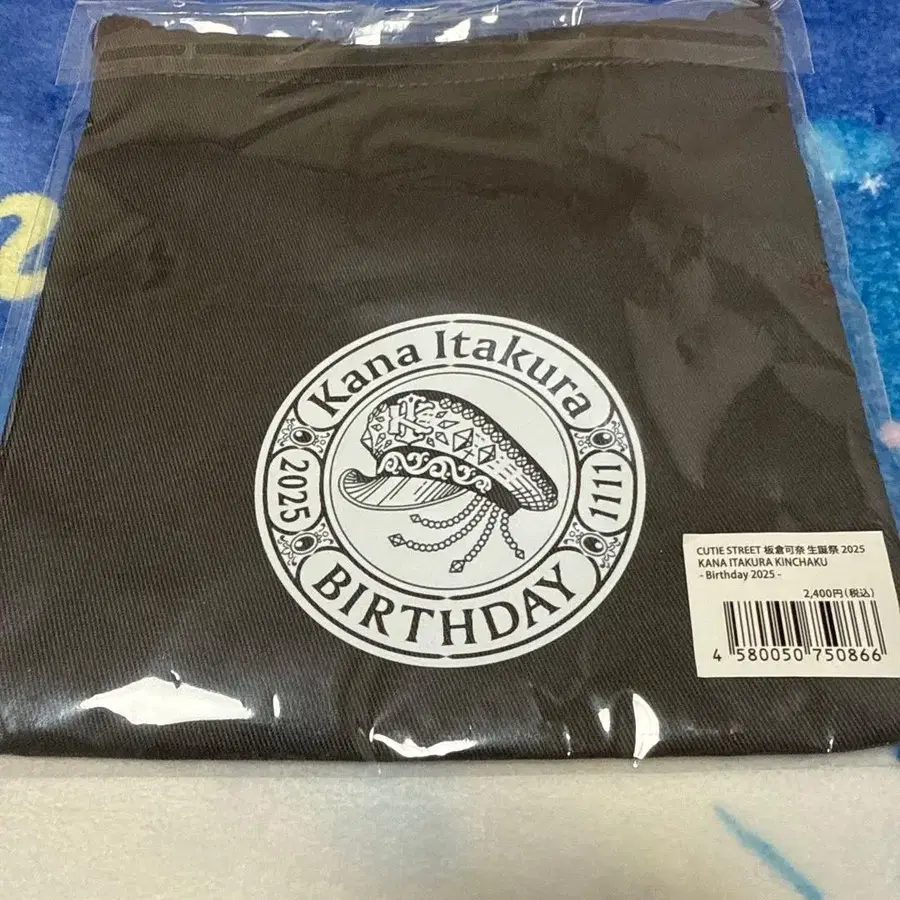 Kana Itakura
2025
1111
BIRTHDAY
CUTIE STREET 板倉可奈 生誕祭 2025
KANA ITAKURA KINCHAKU
- Birthday 2025 -
2,400円(税込)
4 580050 750866